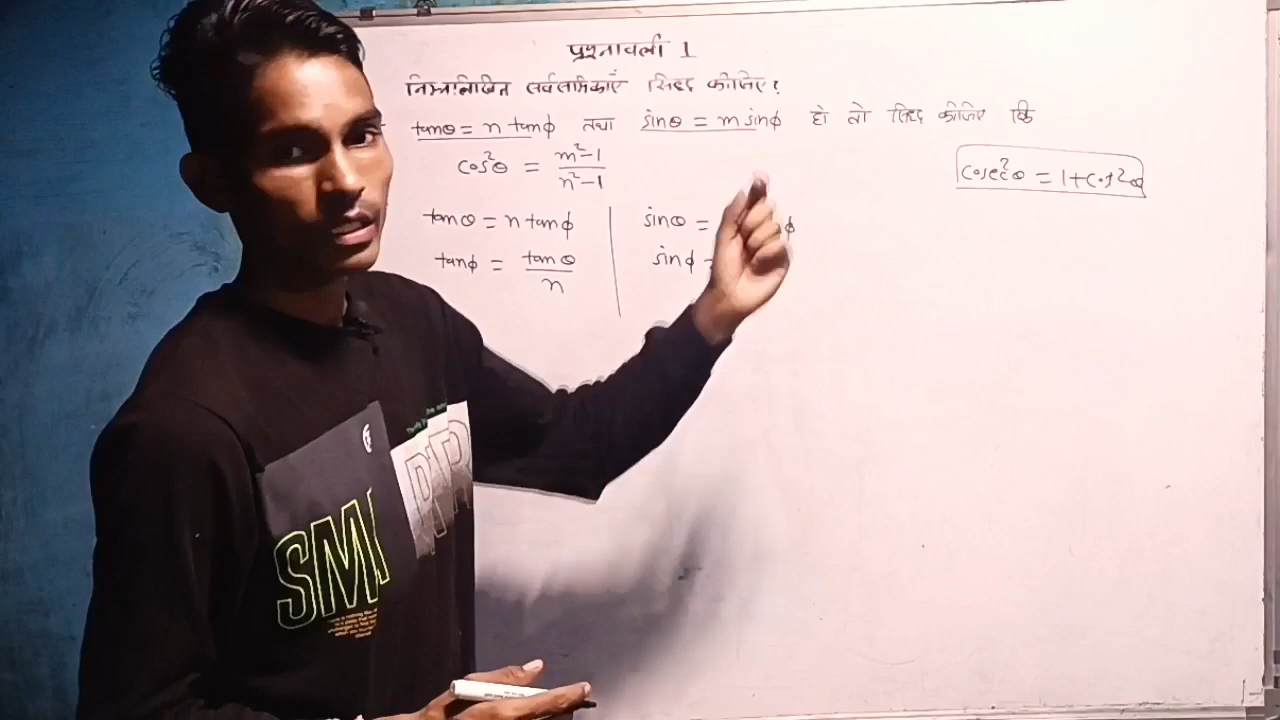 प्रश्नावली 1
निम्नलिखित सर्वसमिकाएँ सिद्ध कीजिए?
tanθ = n tanϕ तथा sinθ = m sinϕ हो तो सिद्ध कीजिए कि
cos²θ = (m²-1)/(n²-1)
cosec²θ = 1+cot²θ
tanθ = n tanϕ
tanϕ = tanθ/n
sinθ = ϕ
sinϕ
SM